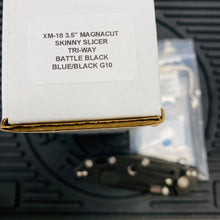 XM-18 3.5" MAGNACUT
SKINNY SLICER
TRI-WAY
BATTLE BLACK
BLUE/BLACK G10